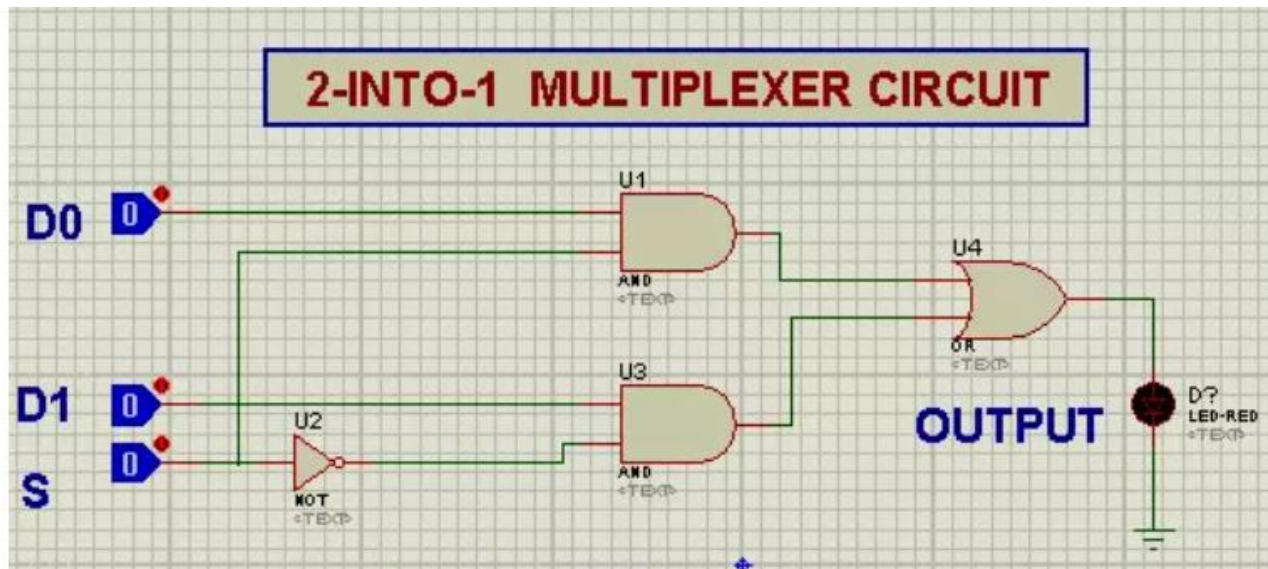 2-INTO-1 MULTIPLEXER CIRCUIT
U1
D0 0
AND
<TEXT>
U4
OR
<TEXT>
U3
D1 0
U2
D?
LED-RED
<TEXT>
OUTPUT
S 0
AND
<TEXT>
NOT
<TEXT>